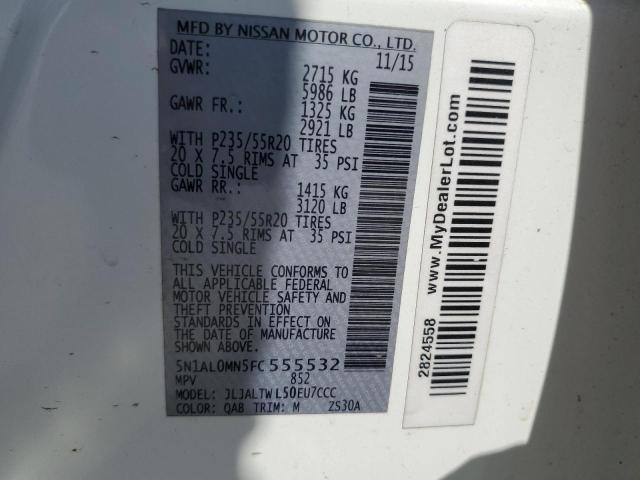 MFD BY NISSAN MOTOR CO., LTD.
DATE: 11/15
GVWR: 2715 KG
5986 LB
GAWR FR.: 1325 KG
2921 LB
WITH P235/55R20 TIRES
20 X 7.5 RIMS AT 35 PSI
COLD SINGLE
GAWR RR.: 1415 KG
3120 LB
WITH P235/55R20 TIRES
20 X 7.5 RIMS AT 35 PSI
COLD SINGLE
THIS VEHICLE CONFORMS TO
ALL APPLICABLE FEDERAL
MOTOR VEHICLE SAFETY AND
THEFT PREVENTION
STANDARDS IN EFFECT ON
THE DATE OF MANUFACTURE
SHOWN ABOVE.
5N1AL0MN5FC555532
MPV 852
MODEL: JLJALTWL50EU7CCC
COLOR: QAB TRIM: M ZS30A
2824558 www.MyDealerLot.com